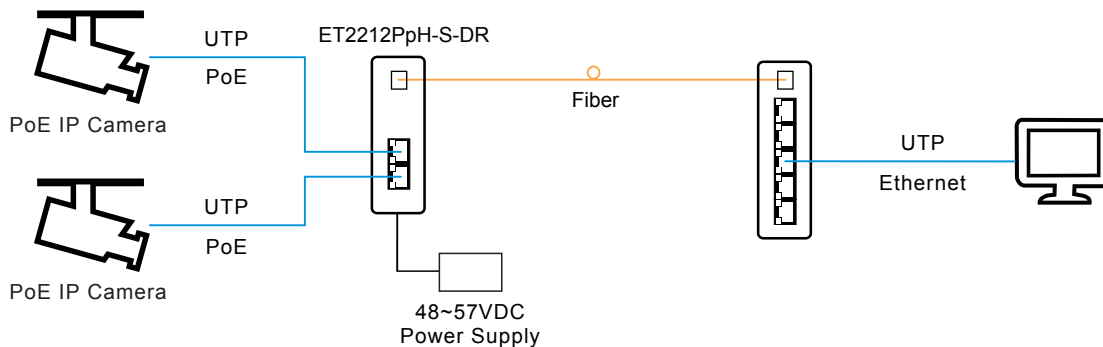 UTP
ET2212PpH-S-DR
PoE
Fiber
PoE IP Camera
UTP
Ethernet
UTP
PoE
PoE IP Camera
48~57VDC
Power Supply